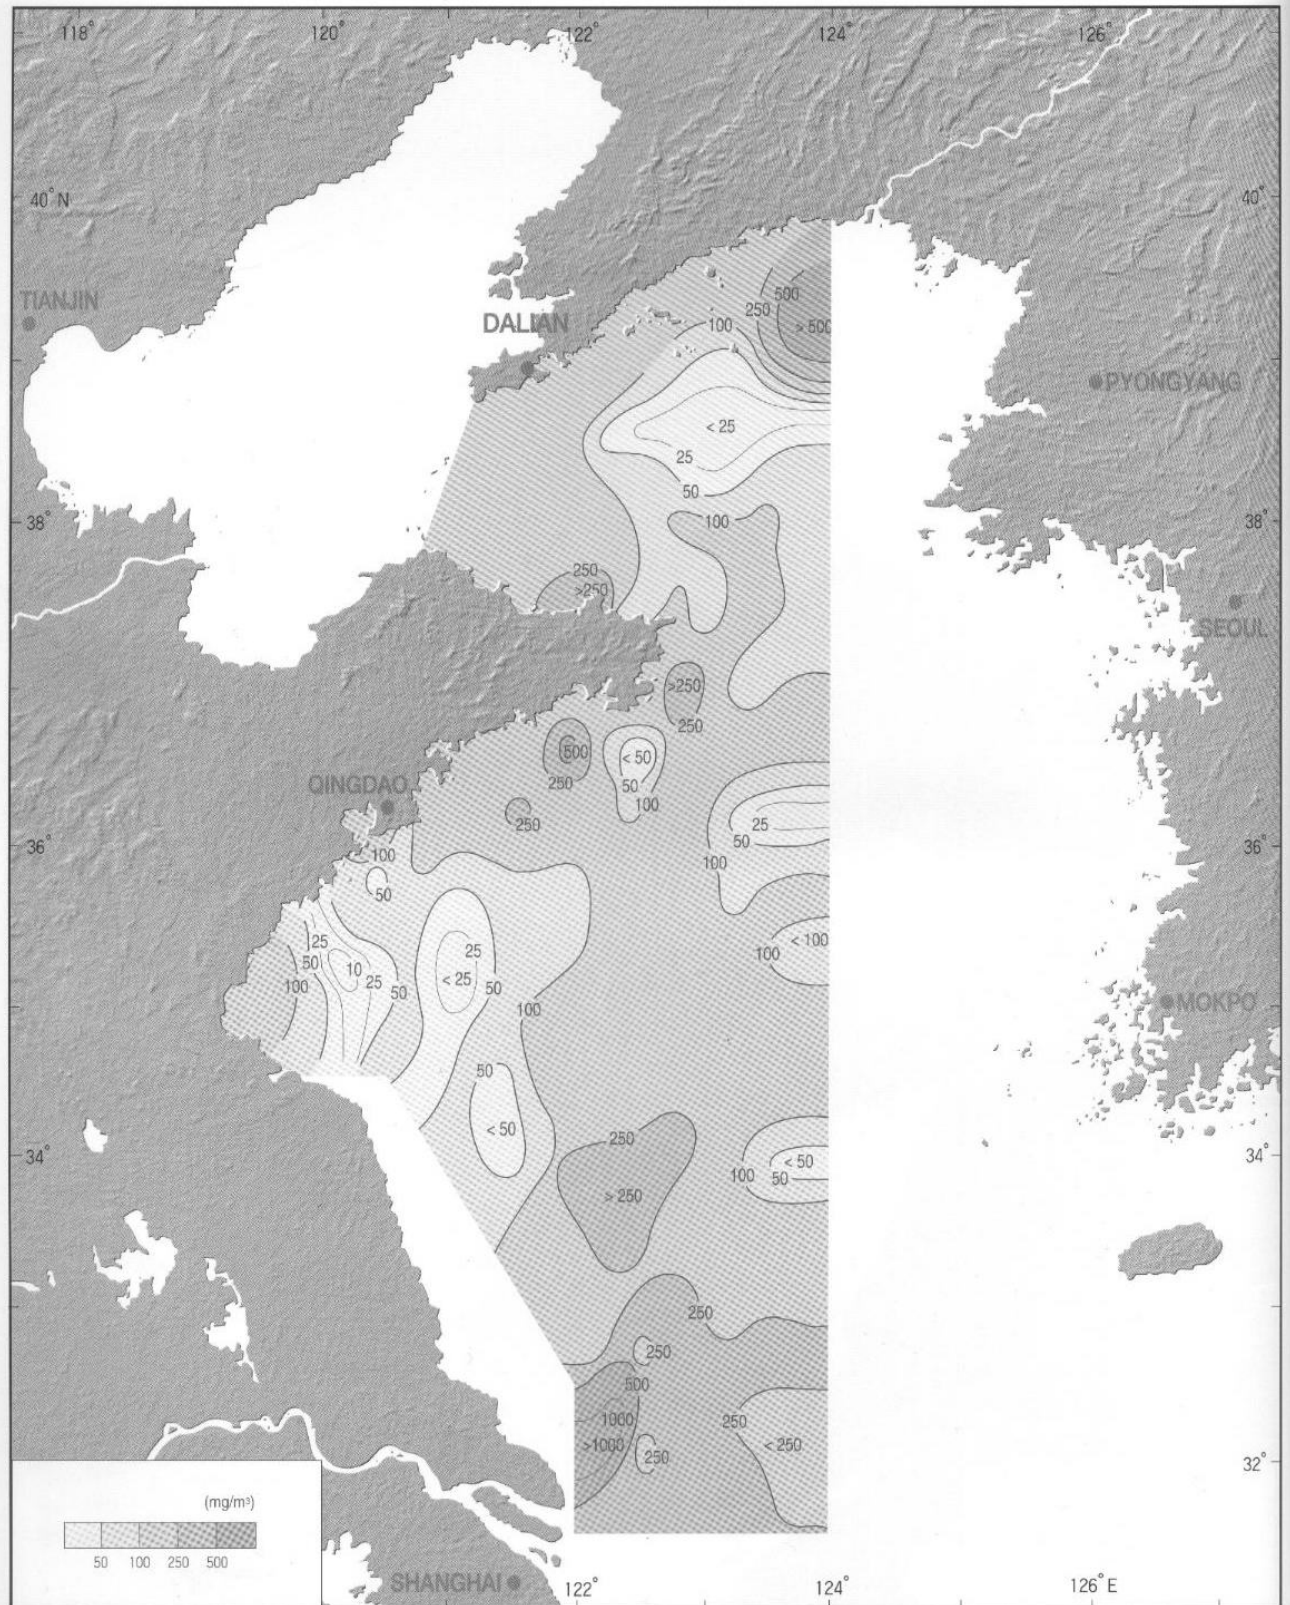 118° 120° 122° 124° 126°
40° N 40°
TIANJIN
500
250
DALIAN
100 > 500
PYONGYANG
< 25
25
50
38° 100 38°
250
>250
SEOUL
>250
250
500 < 50
250 50
QINGDAO 100
250 25
36° 50 36°
100 100
50
25 25 < 100
50 10 100
100 25 50 < 25 50
100 MOKPO
50
< 50 250
34° < 50 34°
100 50
> 250
250
250
500
1000 250
>1000 < 250
250 32°
(mg/m³)
50 100 250 500
SHANGHAI 122° 124° 126° E